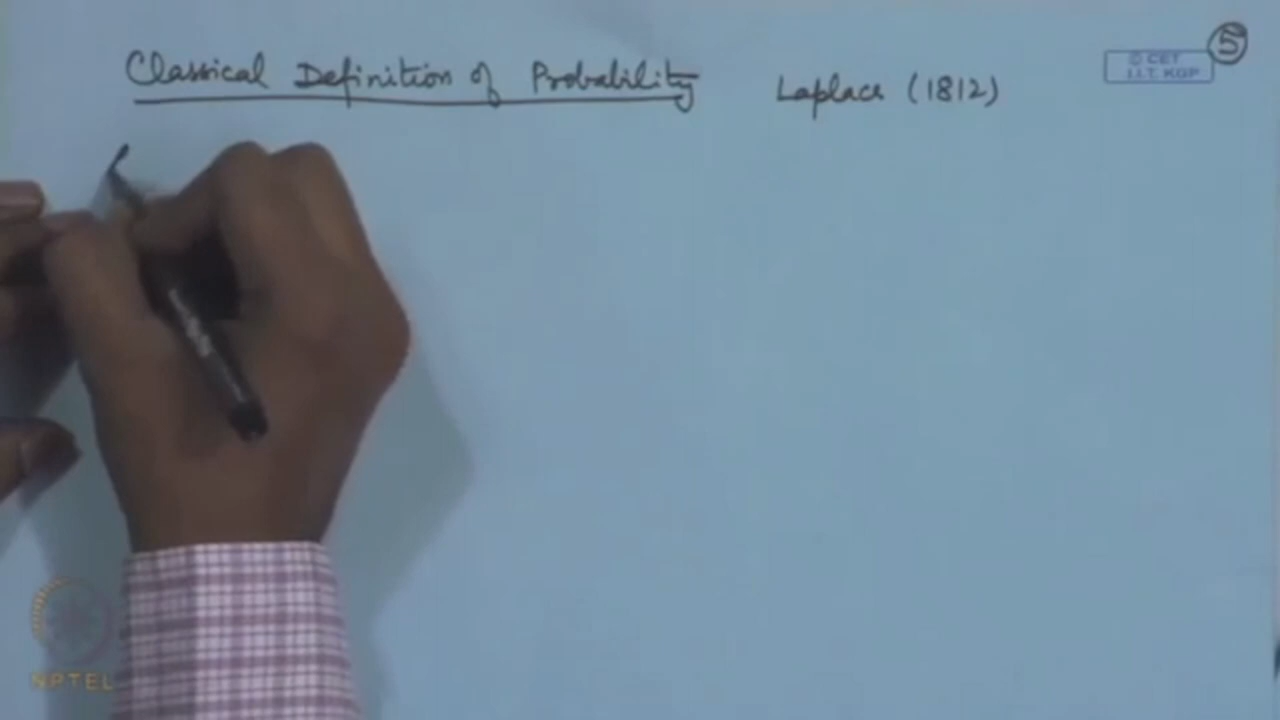 Classical Definition of Probability Laplace (1812)
© CET
I.I.T. KGP
5
NPTEL